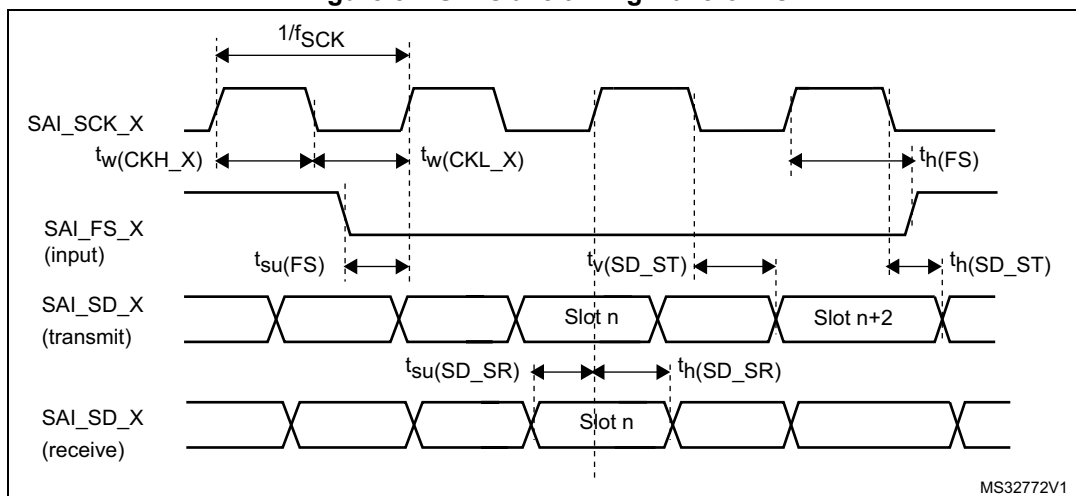 1/fSCK
SAI_SCK_X
tw(CKH_X)
tw(CKL_X)
th(FS)
SAI_FS_X
(input)
tsu(FS)
tv(SD_ST)
th(SD_ST)
SAI_SD_X
(transmit)
Slot n
Slot n+2
tsu(SD_SR)
th(SD_SR)
SAI_SD_X
(receive)
Slot n
MS32772V1